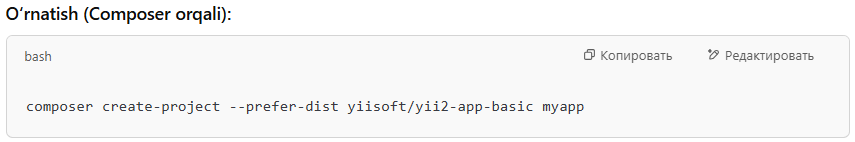 O‘rnatish (Composer orqali):
bash Копировать Редактировать
composer create-project --prefer-dist yiisoft/yii2-app-basic myapp